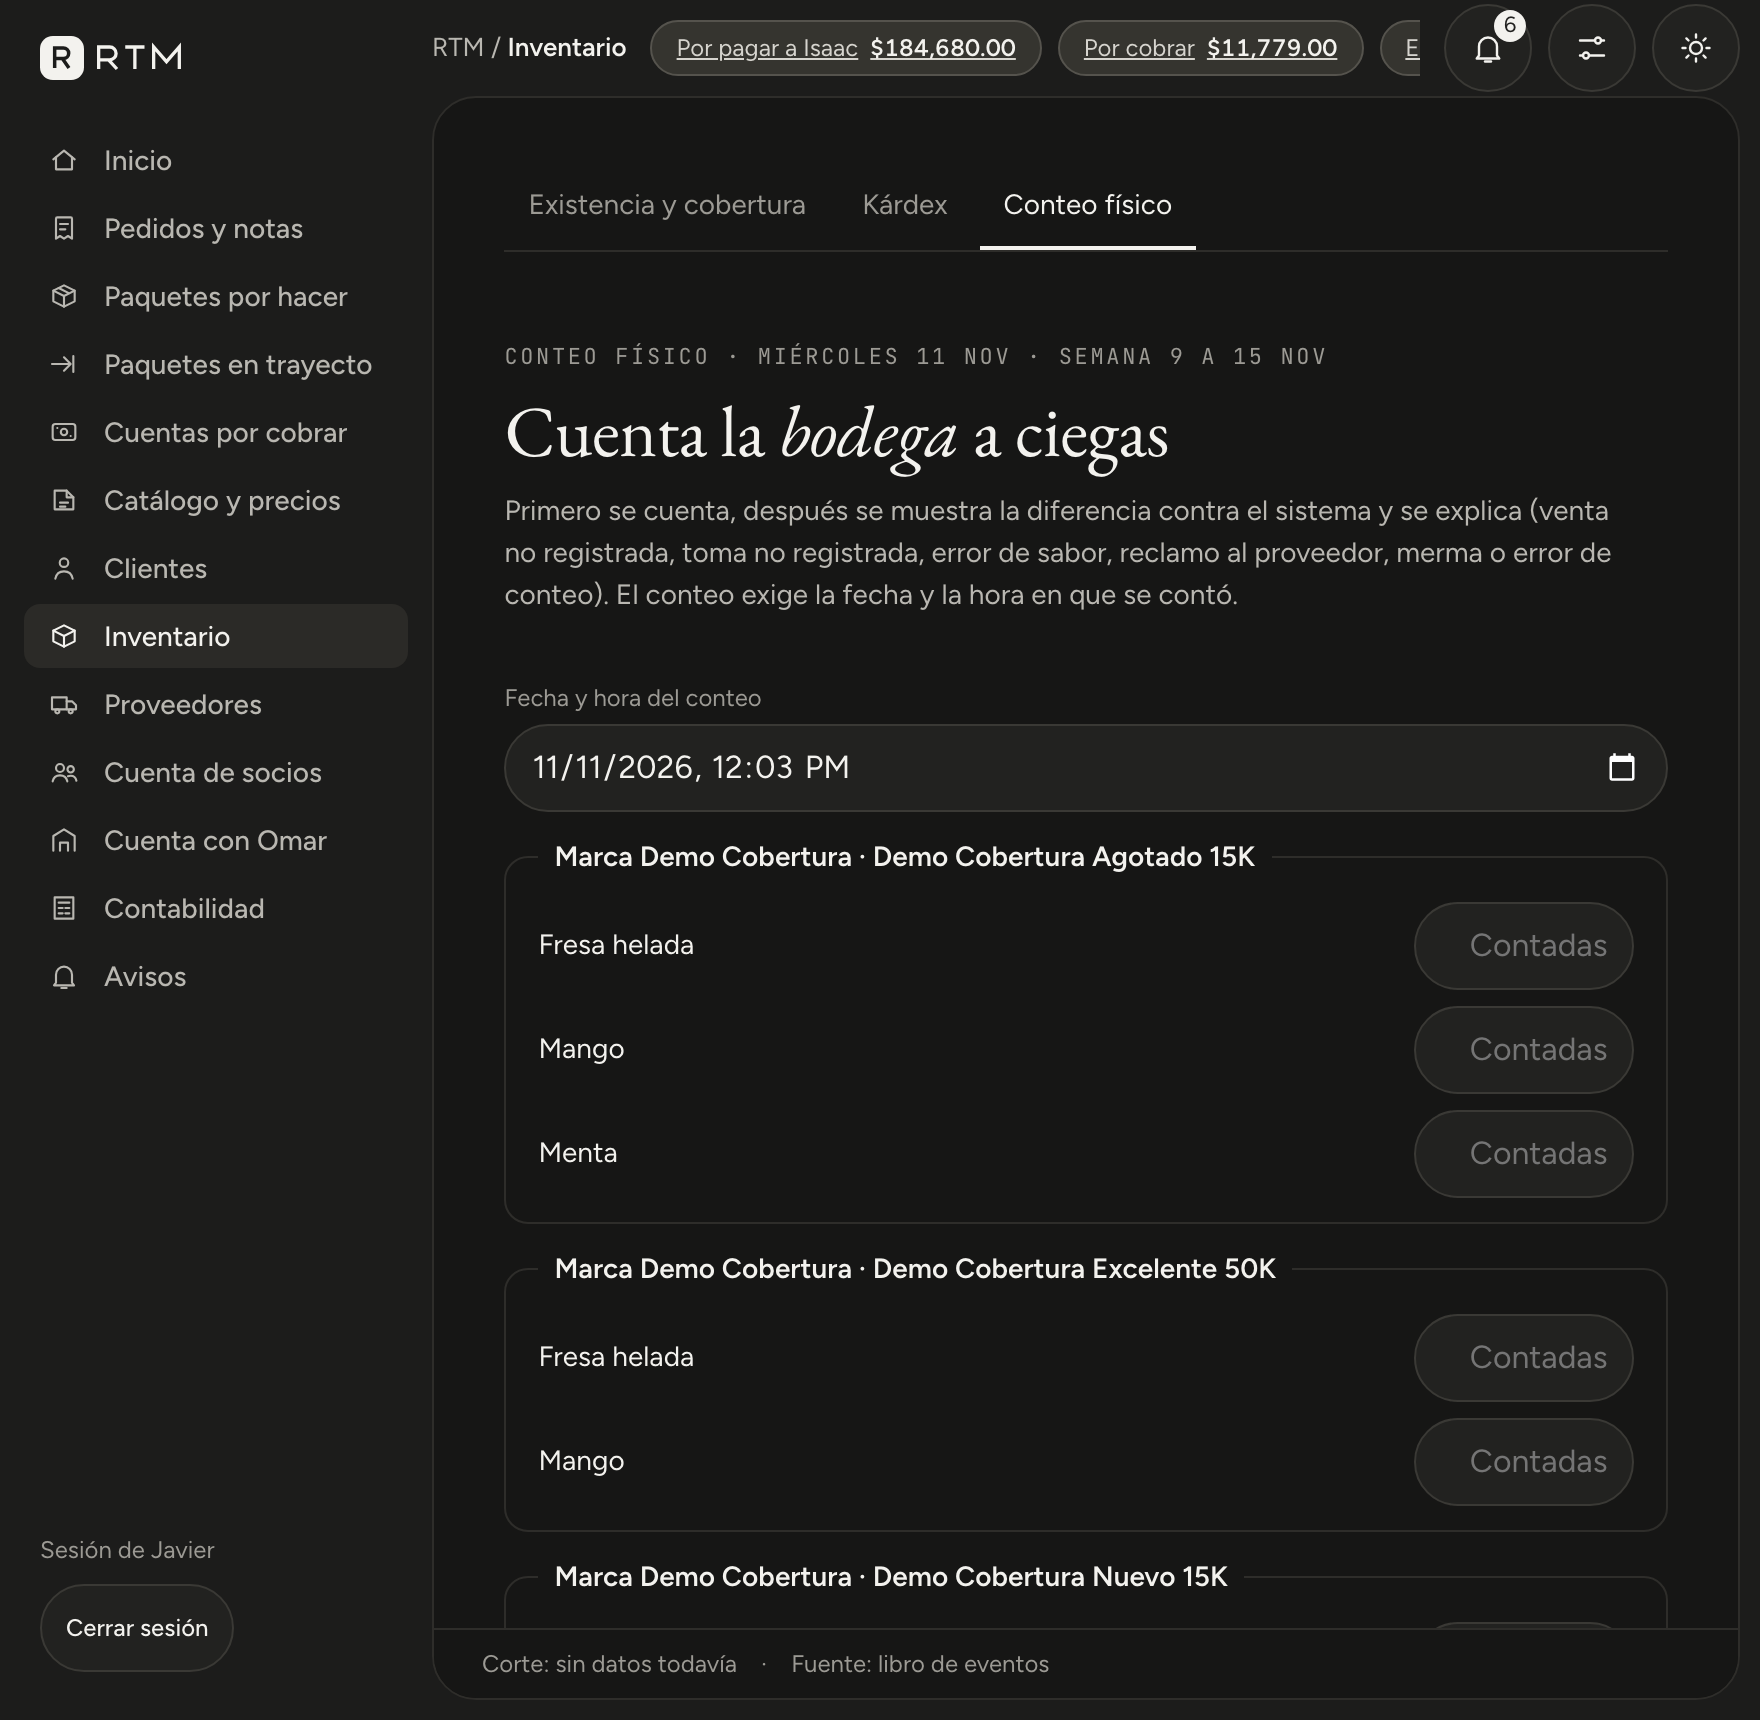 R RTM
RTM / Inventario
Por pagar a Isaac $184,680.00
Por cobrar $11,779.00
6
Inicio
Pedidos y notas
Paquetes por hacer
Paquetes en trayecto
Cuentas por cobrar
Catálogo y precios
Clientes
Inventario
Proveedores
Cuenta de socios
Cuenta con Omar
Contabilidad
Avisos
Sesión de Javier
Cerrar sesión
Existencia y cobertura
Kárdex
Conteo físico
CONTEO FÍSICO · MIÉRCOLES 11 NOV · SEMANA 9 A 15 NOV
Cuenta la bodega a ciegas
Primero se cuenta, después se muestra la diferencia contra el sistema y se explica (venta
no registrada, toma no registrada, error de sabor, reclamo al proveedor, merma o error de
conteo). El conteo exige la fecha y la hora en que se contó.
Fecha y hora del conteo
11/11/2026, 12:03 PM
Marca Demo Cobertura · Demo Cobertura Agotado 15K
Fresa helada Contadas
Mango Contadas
Menta Contadas
Marca Demo Cobertura · Demo Cobertura Excelente 50K
Fresa helada Contadas
Mango Contadas
Marca Demo Cobertura · Demo Cobertura Nuevo 15K
Corte: sin datos todavía · Fuente: libro de eventos